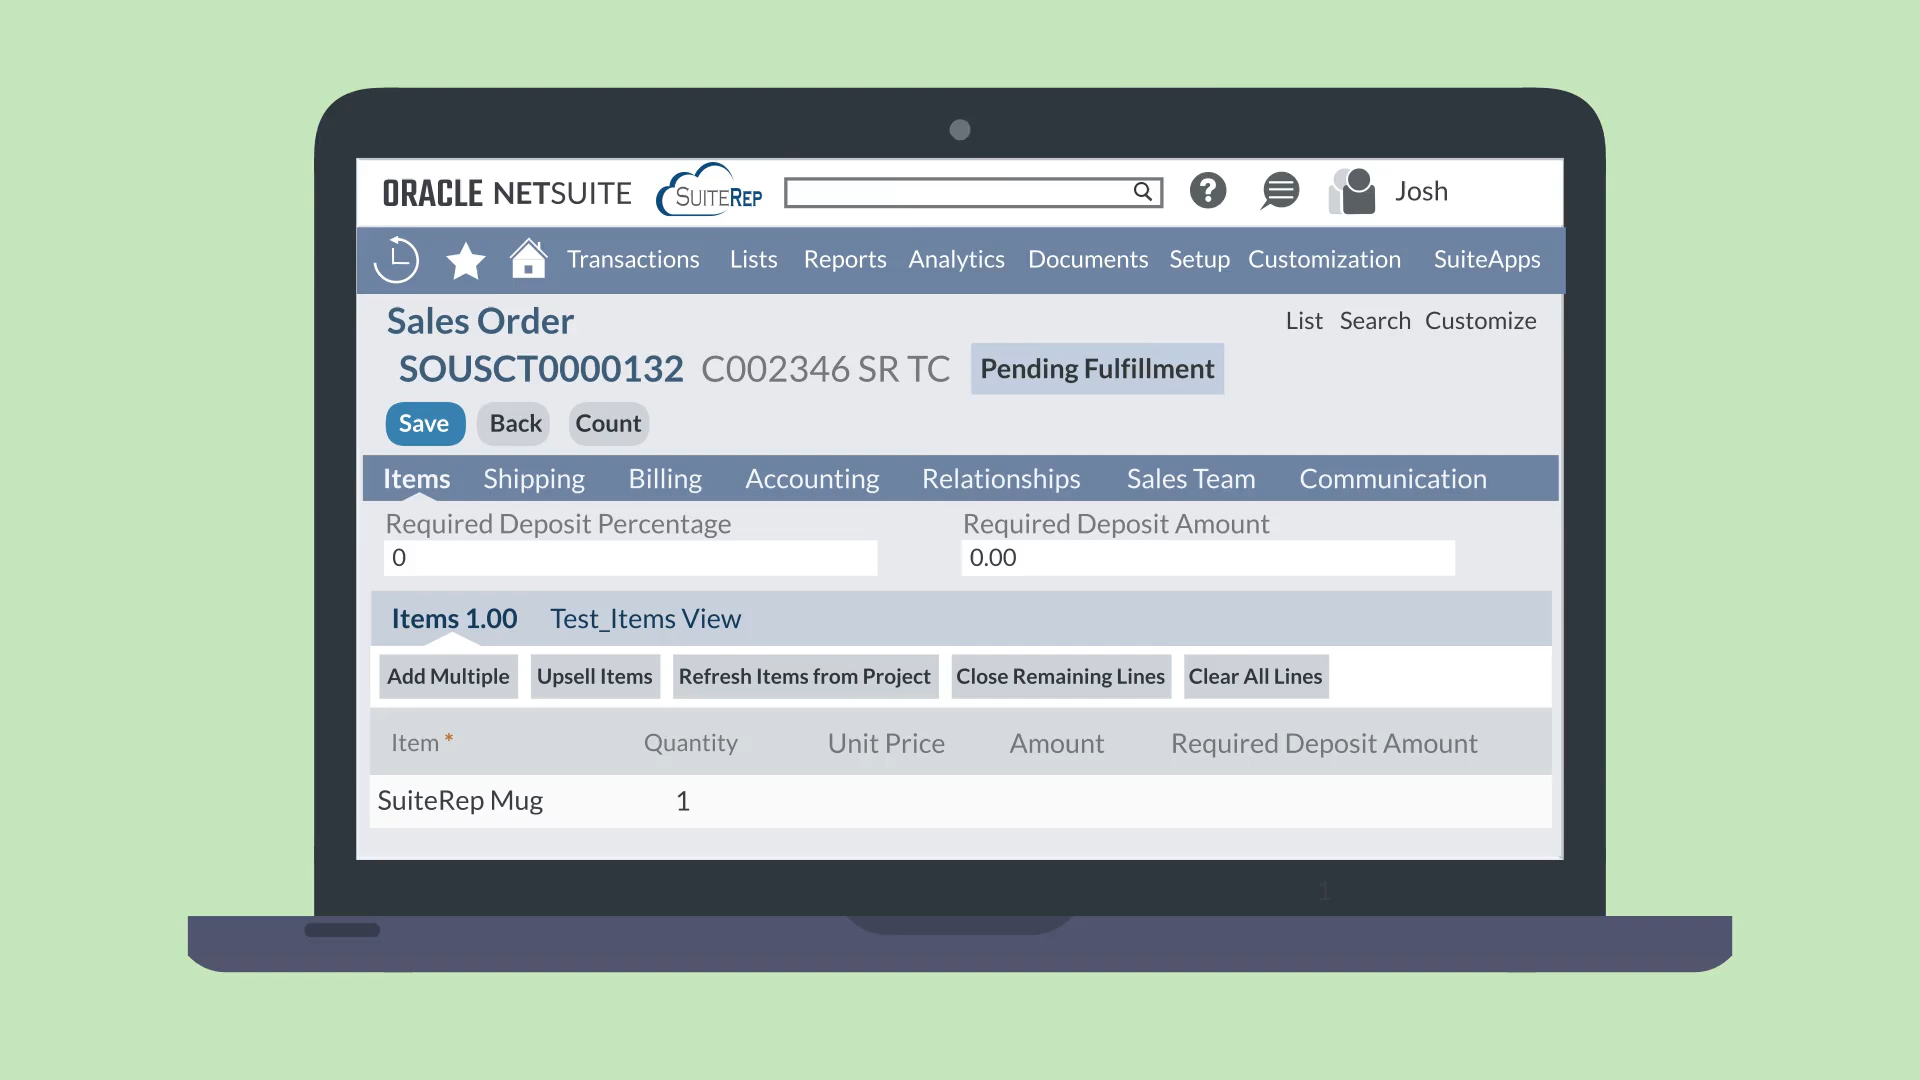 ORACLE NETSUITE SUITEREP Josh
Transactions Lists Reports Analytics Documents Setup Customization SuiteApps
Sales Order List Search Customize
SOUSCT0000132 C002346 SR TC Pending Fulfillment
Save Back Count
Items Shipping Billing Accounting Relationships Sales Team Communication
Required Deposit Percentage Required Deposit Amount
0 0.00
Items 1.00 Test_Items View
Add Multiple Upsell Items Refresh Items from Project Close Remaining Lines Clear All Lines
Item * Quantity Unit Price Amount Required Deposit Amount
SuiteRep Mug 1
1